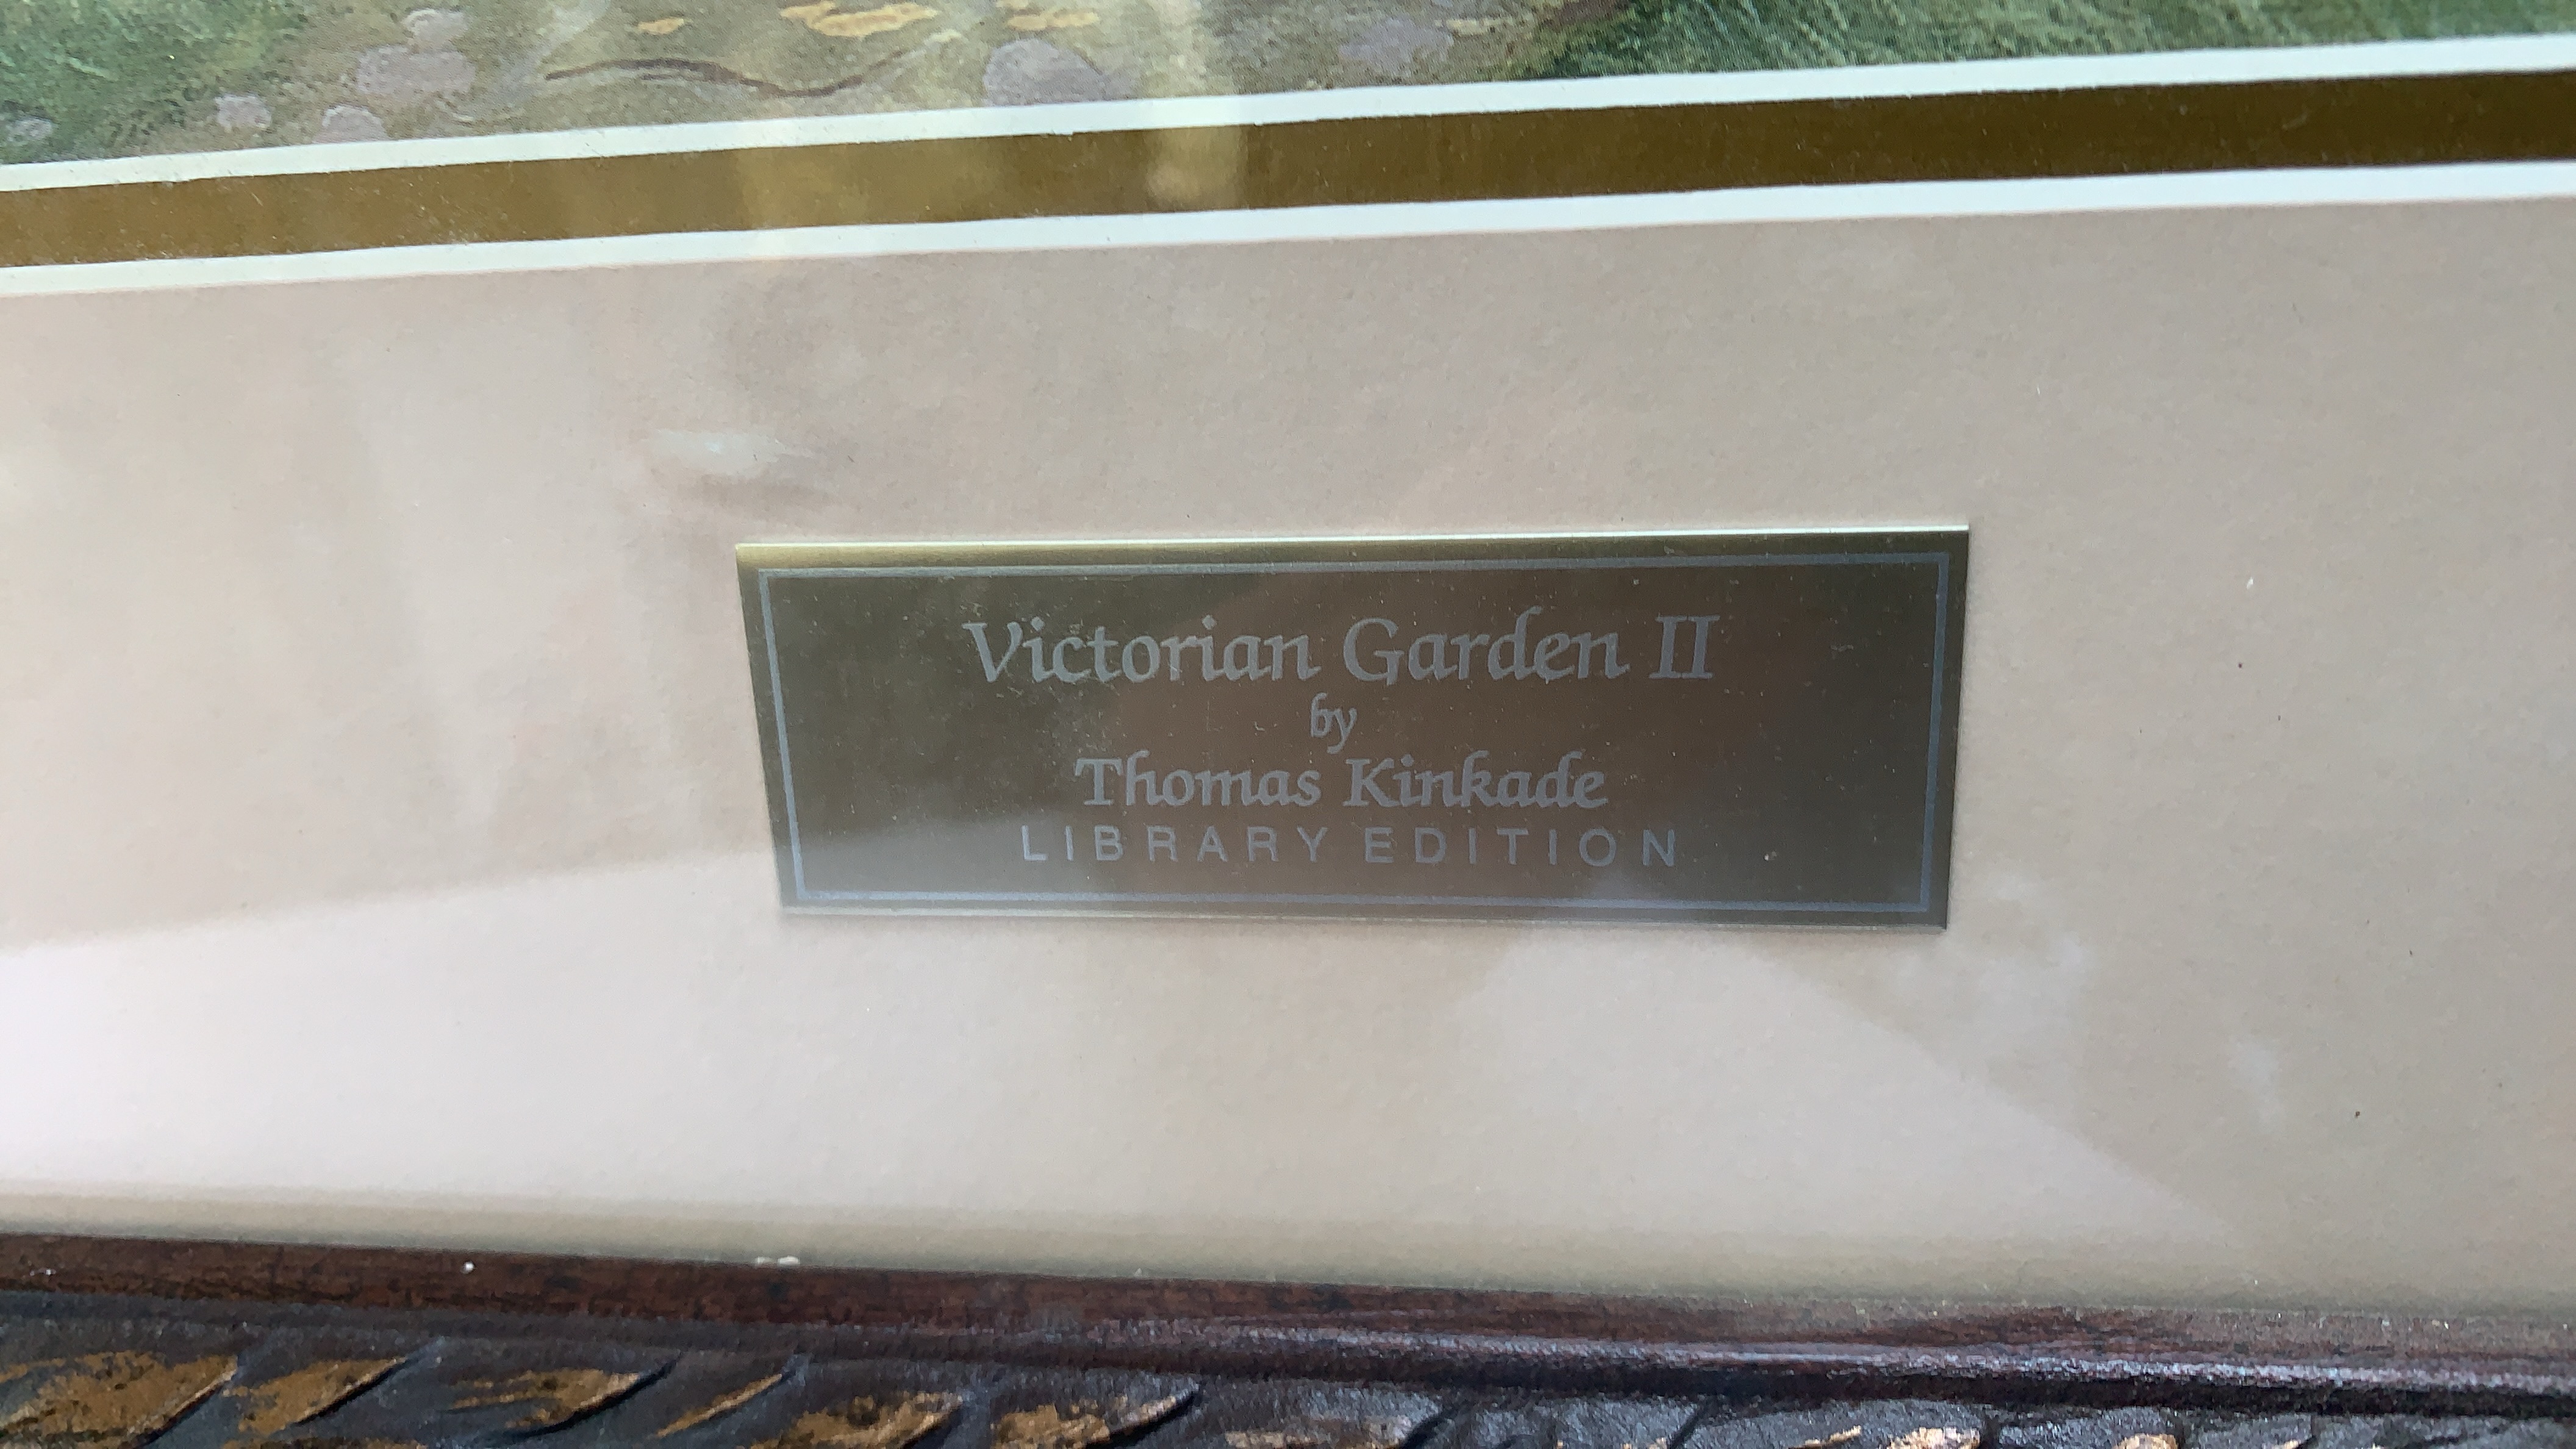 Victorian Garden II
by
Thomas Kinkade
LIBRARY EDITION